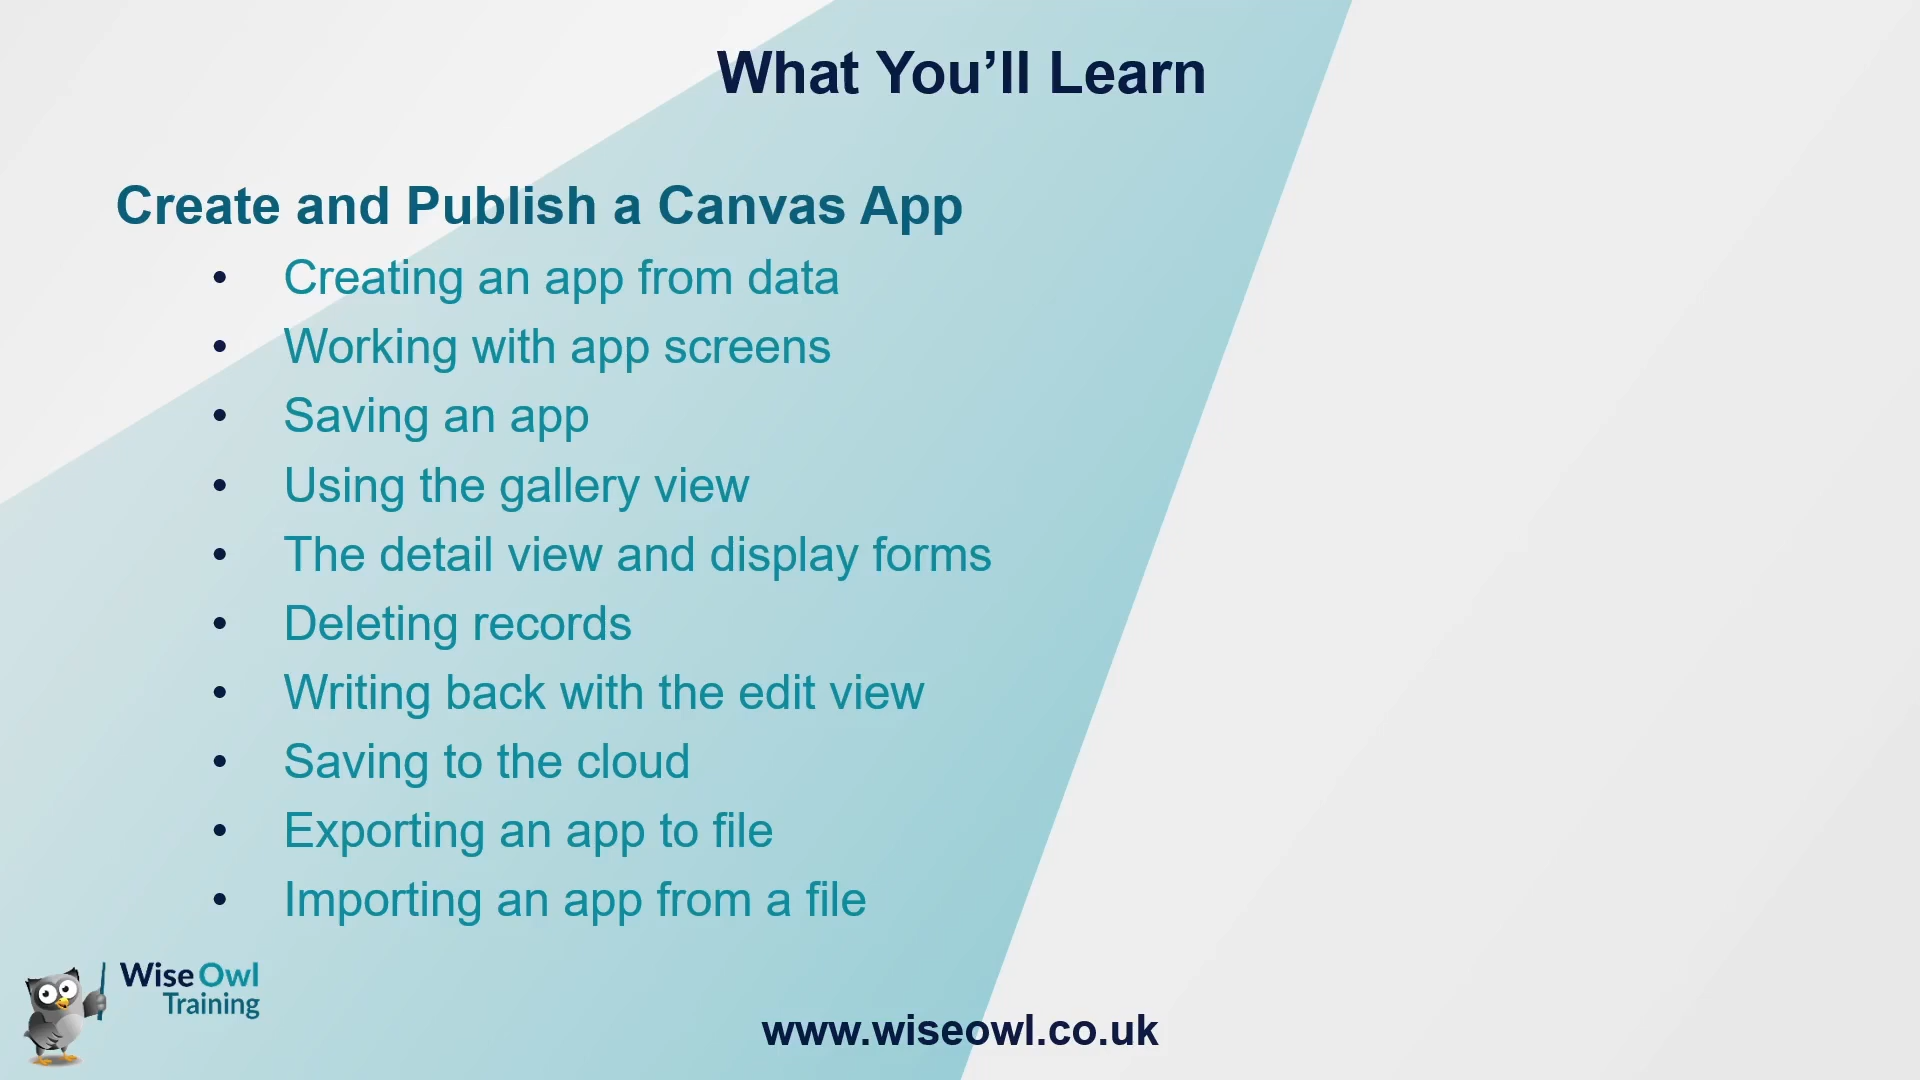 What You’ll Learn
Create and Publish a Canvas App
• Creating an app from data
• Working with app screens
• Saving an app
• Using the gallery view
• The detail view and display forms
• Deleting records
• Writing back with the edit view
• Saving to the cloud
• Exporting an app to file
• Importing an app from a file
Wise Owl
Training
www.wiseowl.co.uk